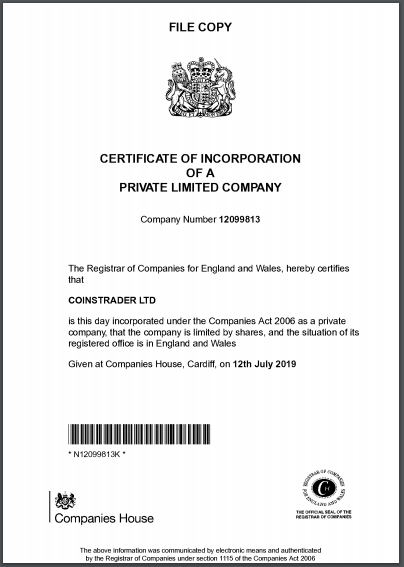 FILE COPY
CERTIFICATE OF INCORPORATION
OF A
PRIVATE LIMITED COMPANY
Company Number 12099813
The Registrar of Companies for England and Wales, hereby certifies
that
COINSTRADER LTD
is this day incorporated under the Companies Act 2006 as a private
company, that the company is limited by shares, and the situation of its
registered office is in England and Wales
Given at Companies House, Cardiff, on 12th July 2019
* N12099813K *
Companies House
REGISTRAR OF COMPANIES
FOR ENGLAND AND WALES
THE OFFICIAL SEAL OF THE
REGISTRAR OF COMPANIES
The above information was communicated by electronic means and authenticated
by the Registrar of Companies under section 1115 of the Companies Act 2006